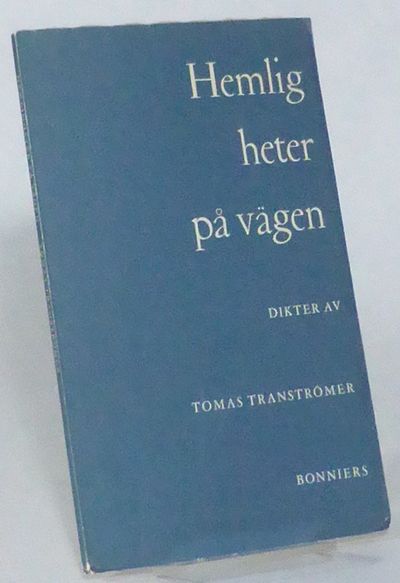 Hemlig
heter
på vägen
DIKTER AV
TOMAS TRANSTRÖMER
BONNIERS